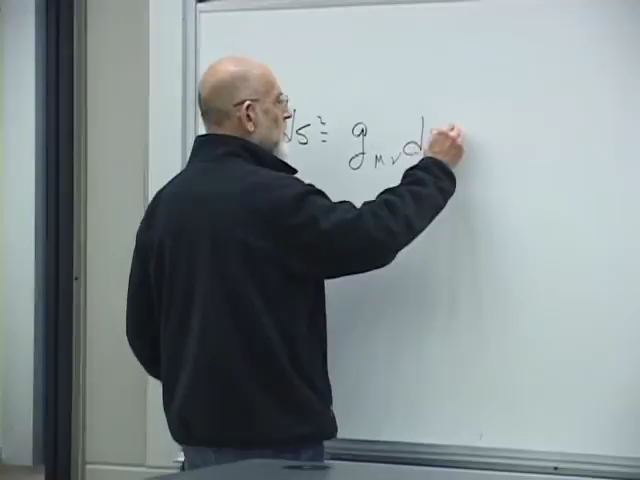 ds² = g_μν d